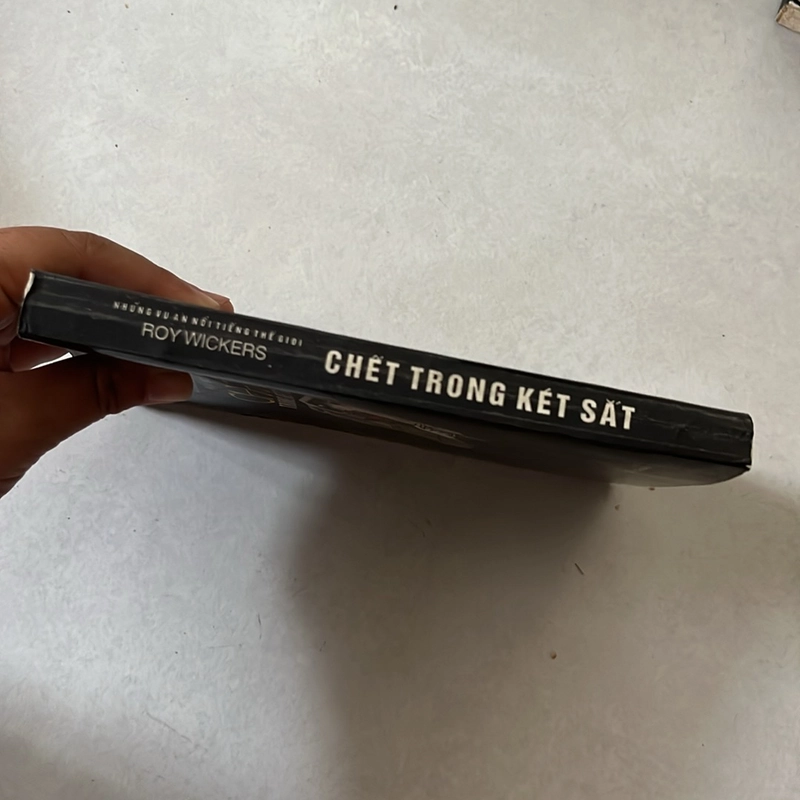 NHỮNG VỤ ÁN NỔI TIẾNG THẾ GIỚI
ROY WICKERS
CHẾT TRONG KÉT SẮT